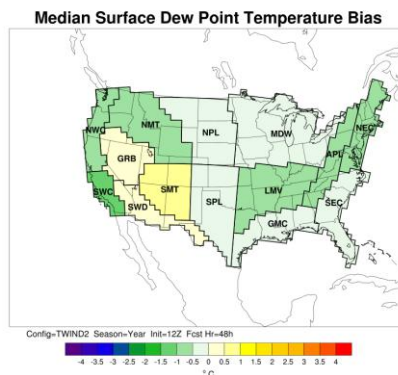 Median Surface Dew Point Temperature Bias
NWC
NMT
NPL
MDW
NEC
GRB
APL
SWC
SMT
LMV
SWD
SPL
SEC
GMC
Config=TWIND2 Season=Year Init=12Z Fcst Hr=48h
-4 -3.5 -3 -2.5 -2 -1.5 -1 -0.5 0 0.5 1 1.5 2 2.5 3 3.5 4
° C